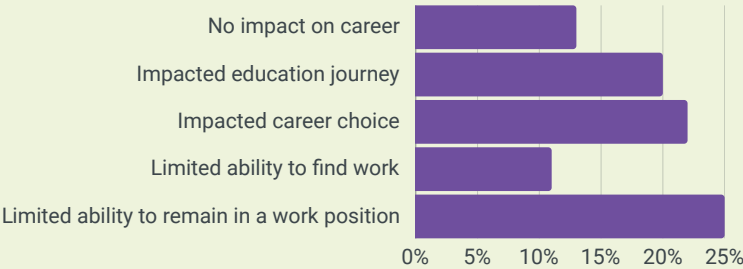 No impact on career
Impacted education journey
Impacted career choice
Limited ability to find work
Limited ability to remain in a work position
0% 5% 10% 15% 20% 25%